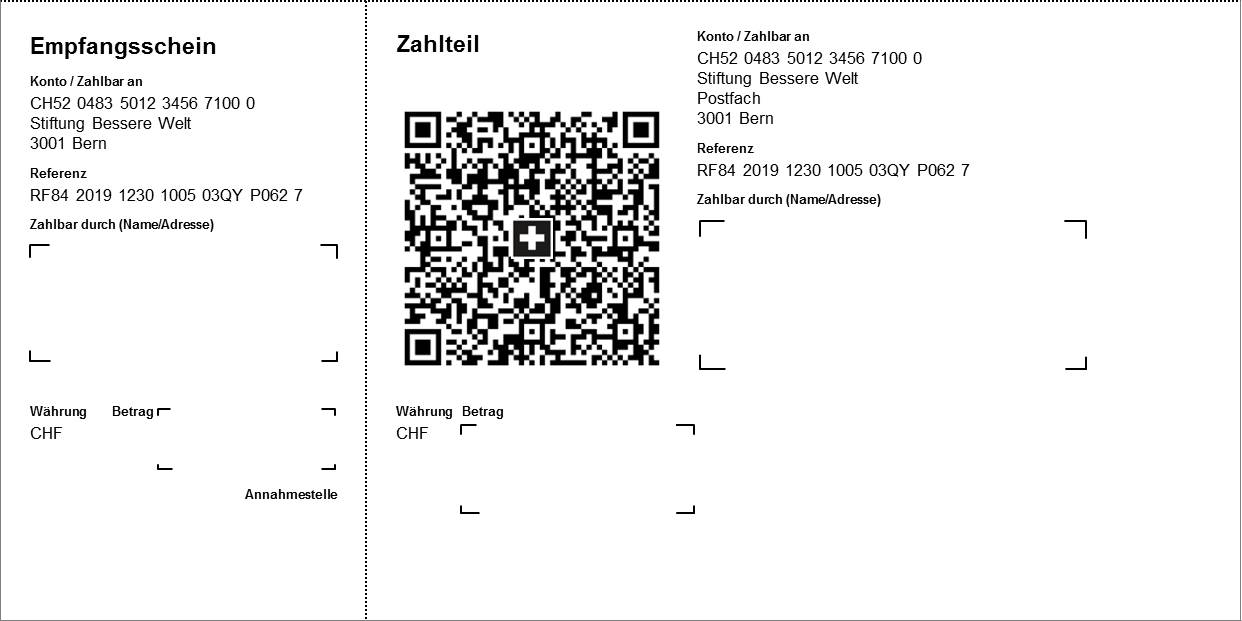 Empfangsschein
Konto / Zahlbar an
CH52 0483 5012 3456 7100 0
Stiftung Bessere Welt
3001 Bern
Referenz
RF84 2019 1230 1005 03QY P062 7
Zahlbar durch (Name/Adresse)
Währung Betrag
CHF
Annahmestelle
Zahlteil
Währung Betrag
CHF
Konto / Zahlbar an
CH52 0483 5012 3456 7100 0
Stiftung Bessere Welt
Postfach
3001 Bern
Referenz
RF84 2019 1230 1005 03QY P062 7
Zahlbar durch (Name/Adresse)